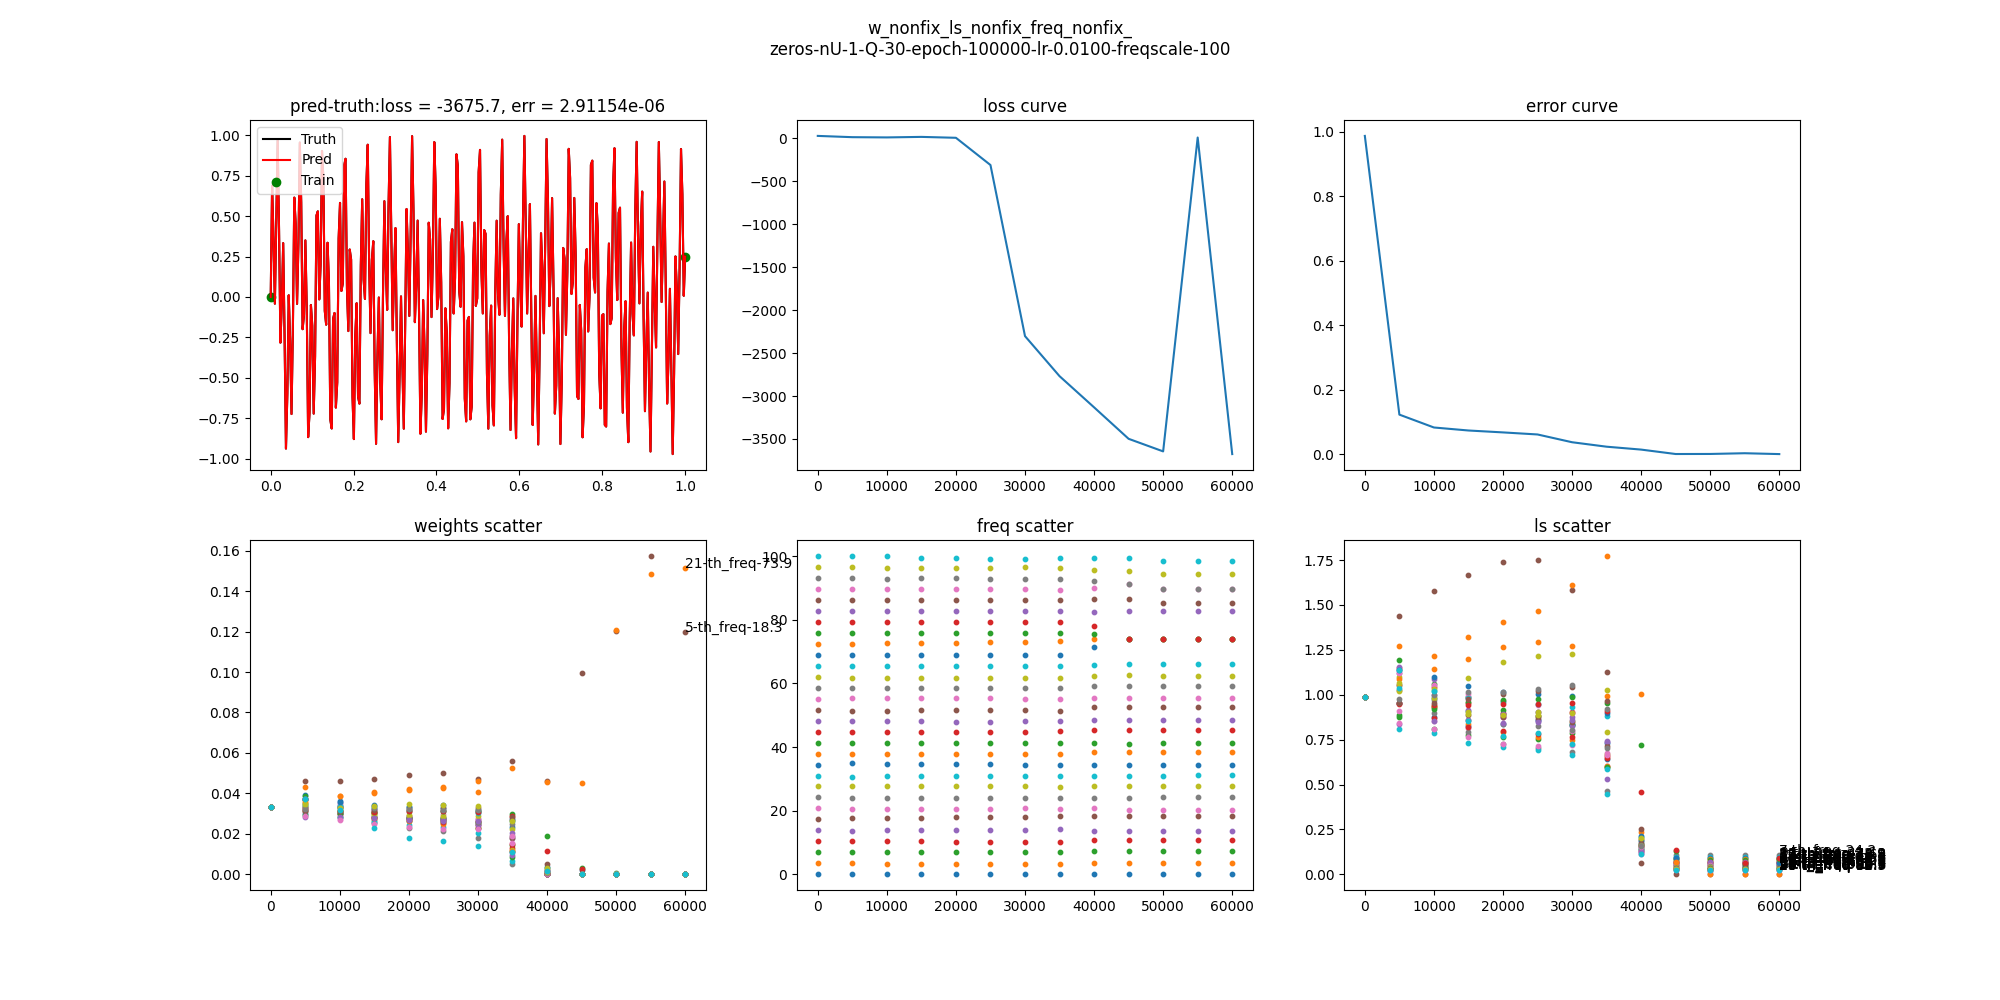 w_nonfix_ls_nonfix_freq_nonfix_
zeros-nU-1-Q-30-epoch-100000-lr-0.0100-freqscale-100
pred-truth:loss = -3675.7, err = 2.91154e-06
1.00
0.75
0.50
0.25
0.00
−0.25
−0.50
−0.75
−1.00
Truth
Pred
Train
0.0 0.2 0.4 0.6 0.8 1.0
loss curve
0
−500
−1000
−1500
−2000
−2500
−3000
−3500
0 10000 20000 30000 40000 50000 60000
error curve
1.0
0.8
0.6
0.4
0.2
0.0
0 10000 20000 30000 40000 50000 60000
weights scatter
0.16
0.14
0.12
0.10
0.08
0.06
0.04
0.02
0.00
21-th_freq-73.9
5-th_freq-18.3
0 10000 20000 30000 40000 50000 60000
freq scatter
100
80
60
40
20
0
0 10000 20000 30000 40000 50000 60000
ls scatter
1.75
1.50
1.25
1.00
0.75
0.50
0.25
0.00
0 10000 20000 30000 40000 50000 60000